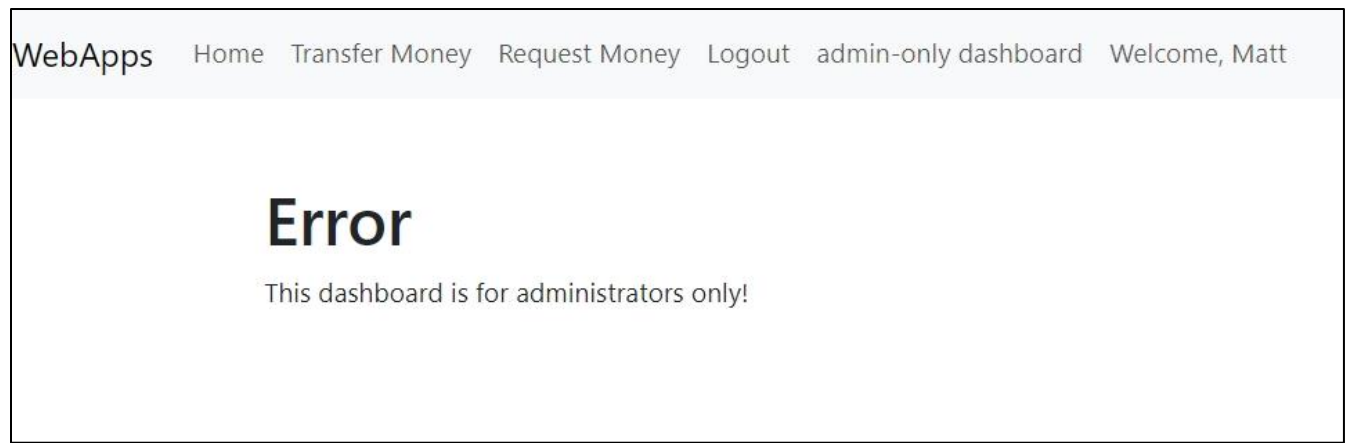 WebApps Home Transfer Money Request Money Logout admin-only dashboard Welcome, Matt
Error
This dashboard is for administrators only!